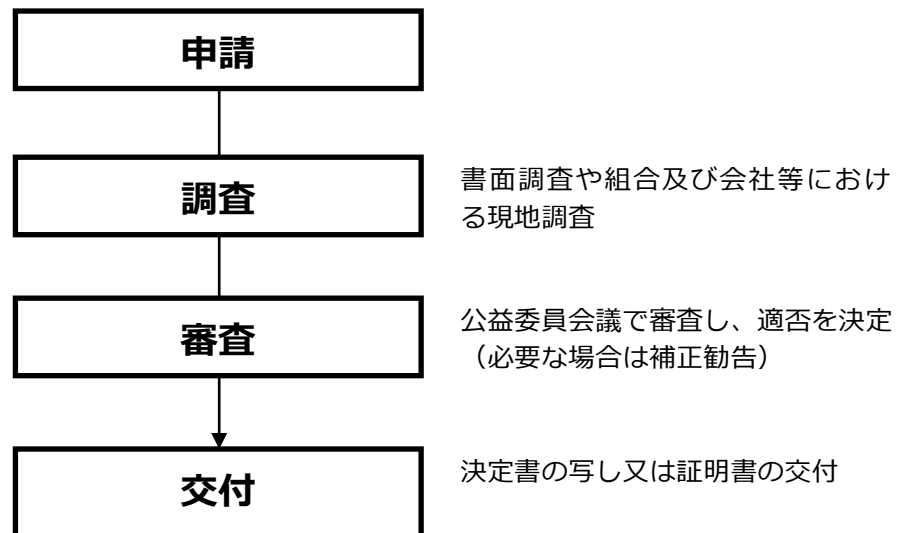 申請
調査
書面調査や組合及び会社等におけ
る現地調査
審査
公益委員会議で審査し、適否を決定
（必要な場合は補正勧告）
交付
決定書の写し又は証明書の交付